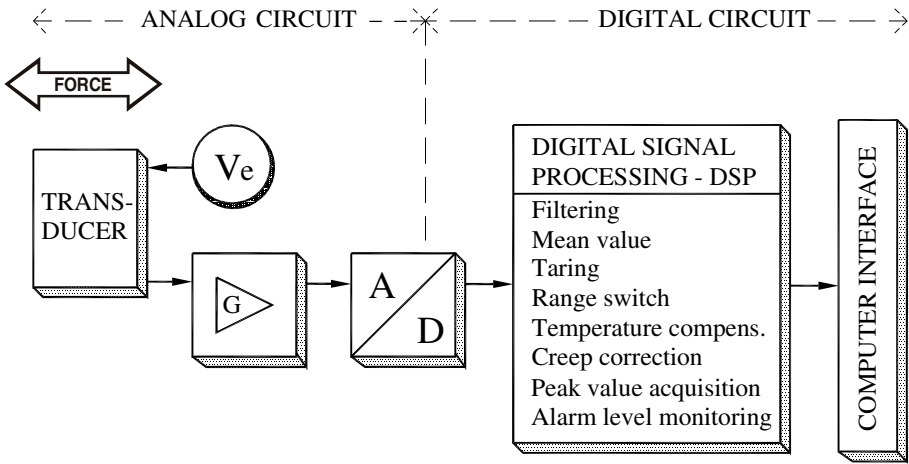 ANALOG CIRCUIT
DIGITAL CIRCUIT
FORCE
Ve
TRANS-
DUCER
G
A
D
DIGITAL SIGNAL
PROCESSING - DSP
Filtering
Mean value
Taring
Range switch
Temperature compens.
Creep correction
Peak value acquisition
Alarm level monitoring
COMPUTER INTERFACE